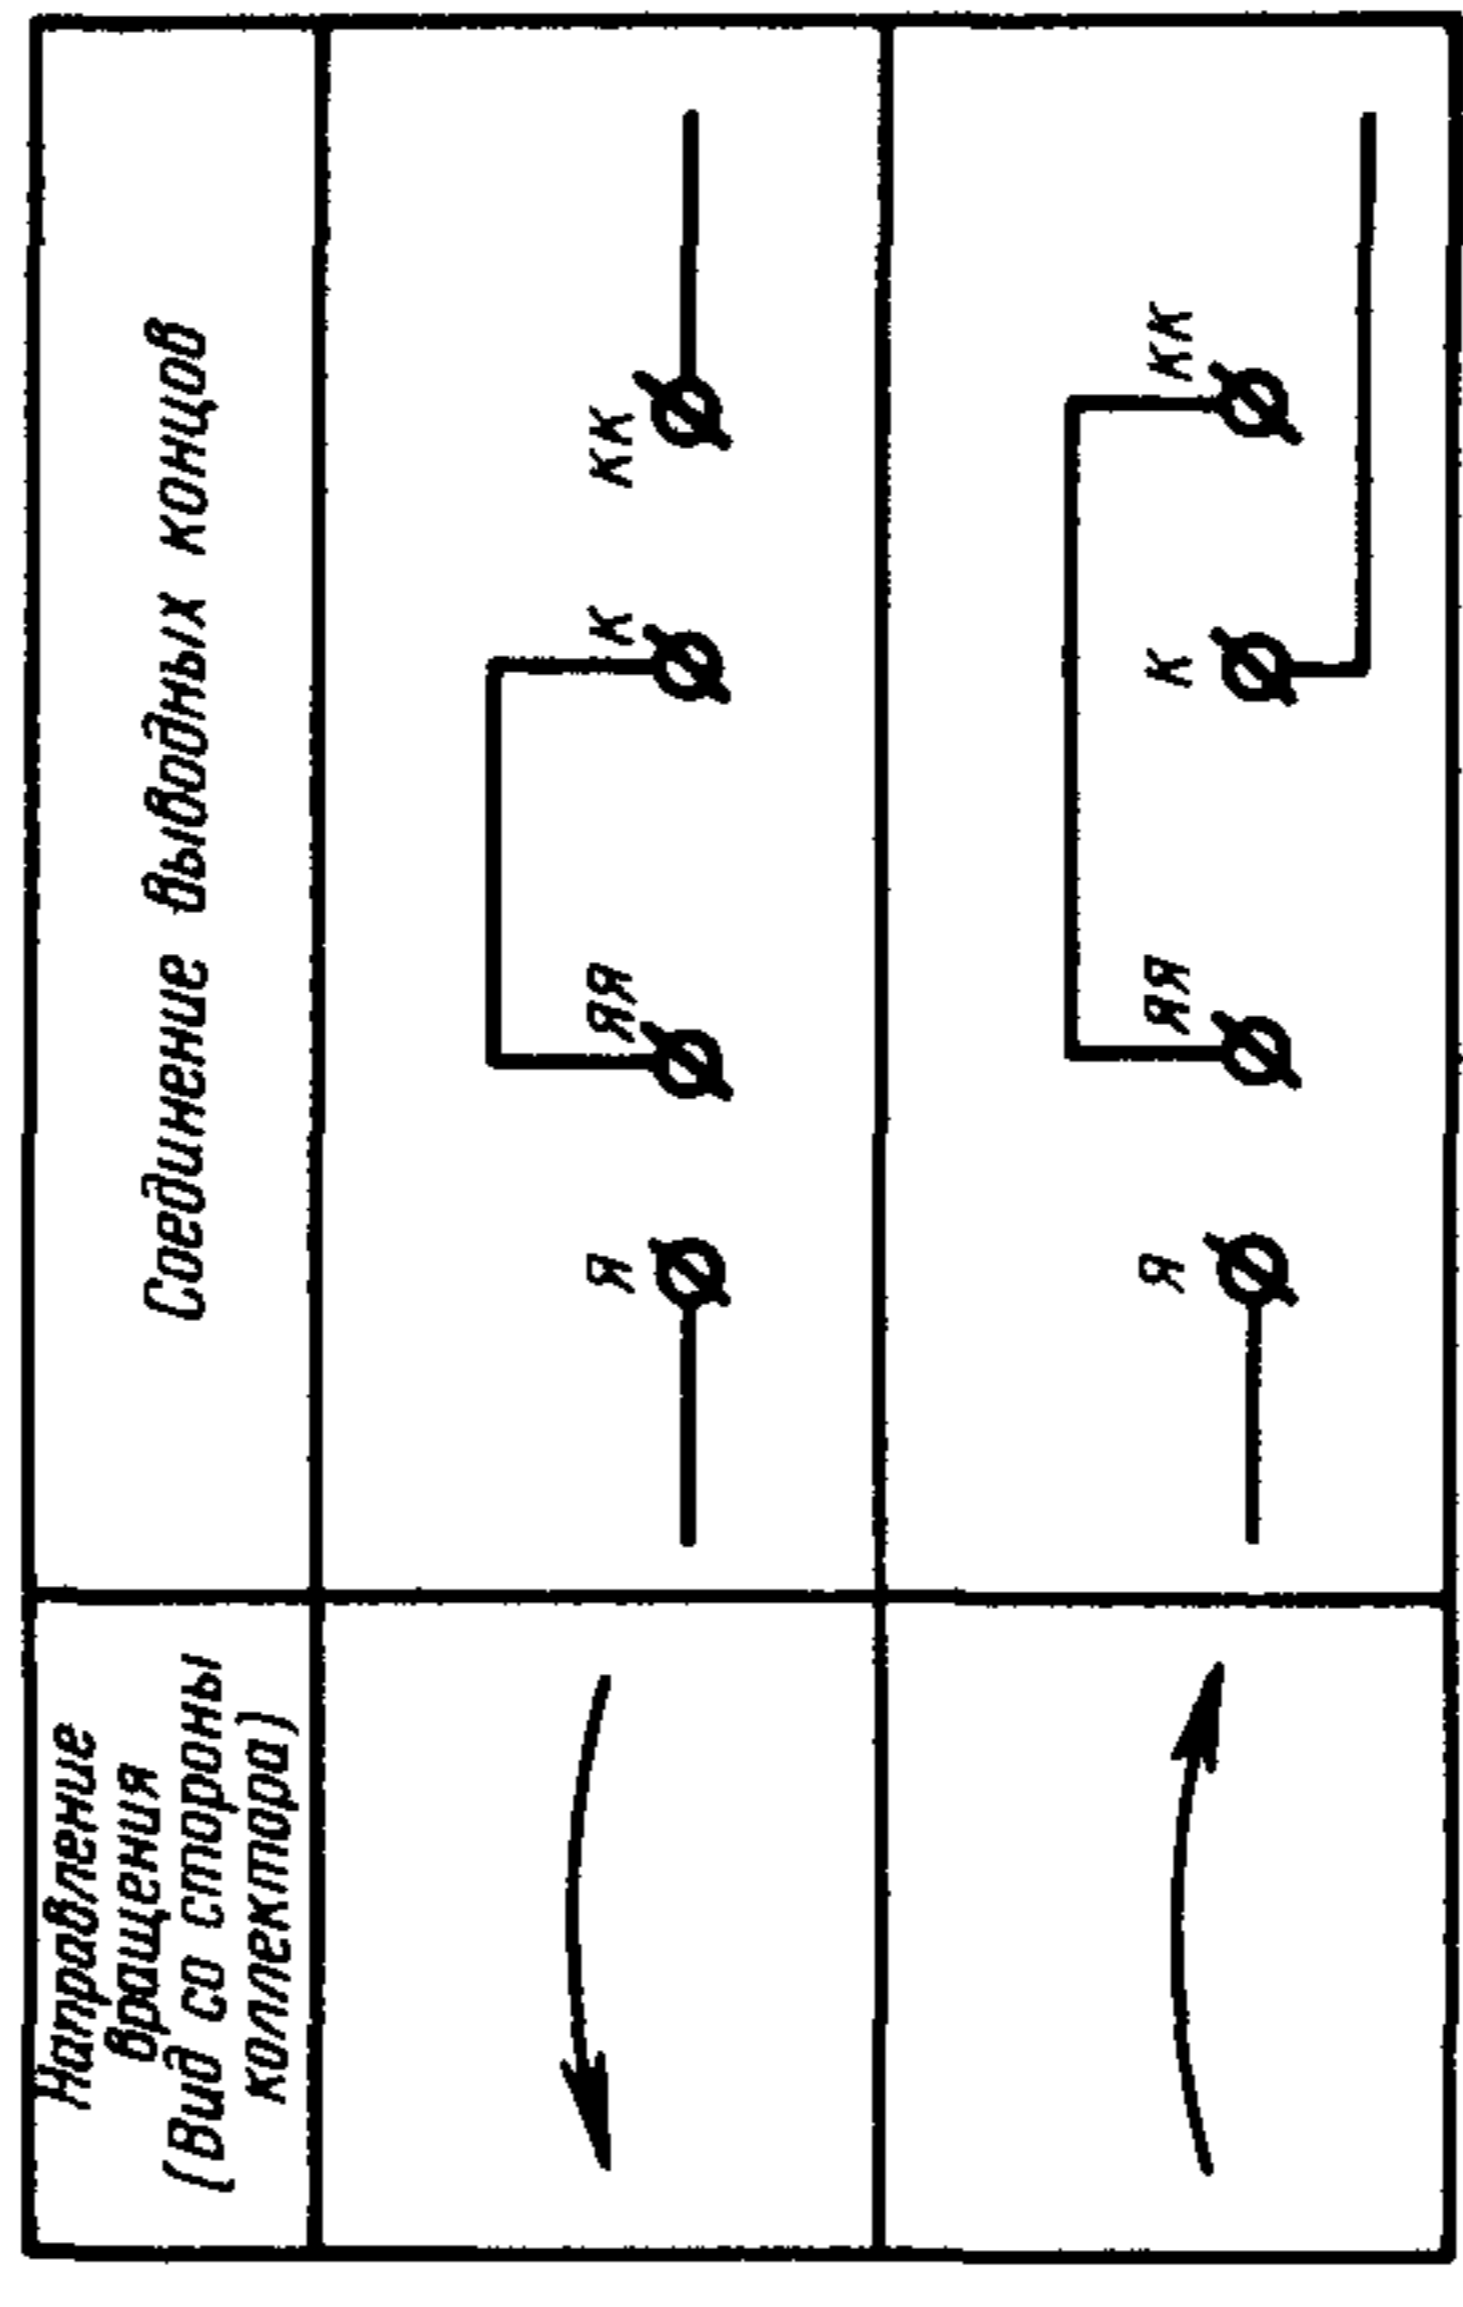 Направление
вращения
(Вид со стороны
коллектора)
Соединение выводных концов
Я ЯЯ К КК
Я ЯЯ К КК